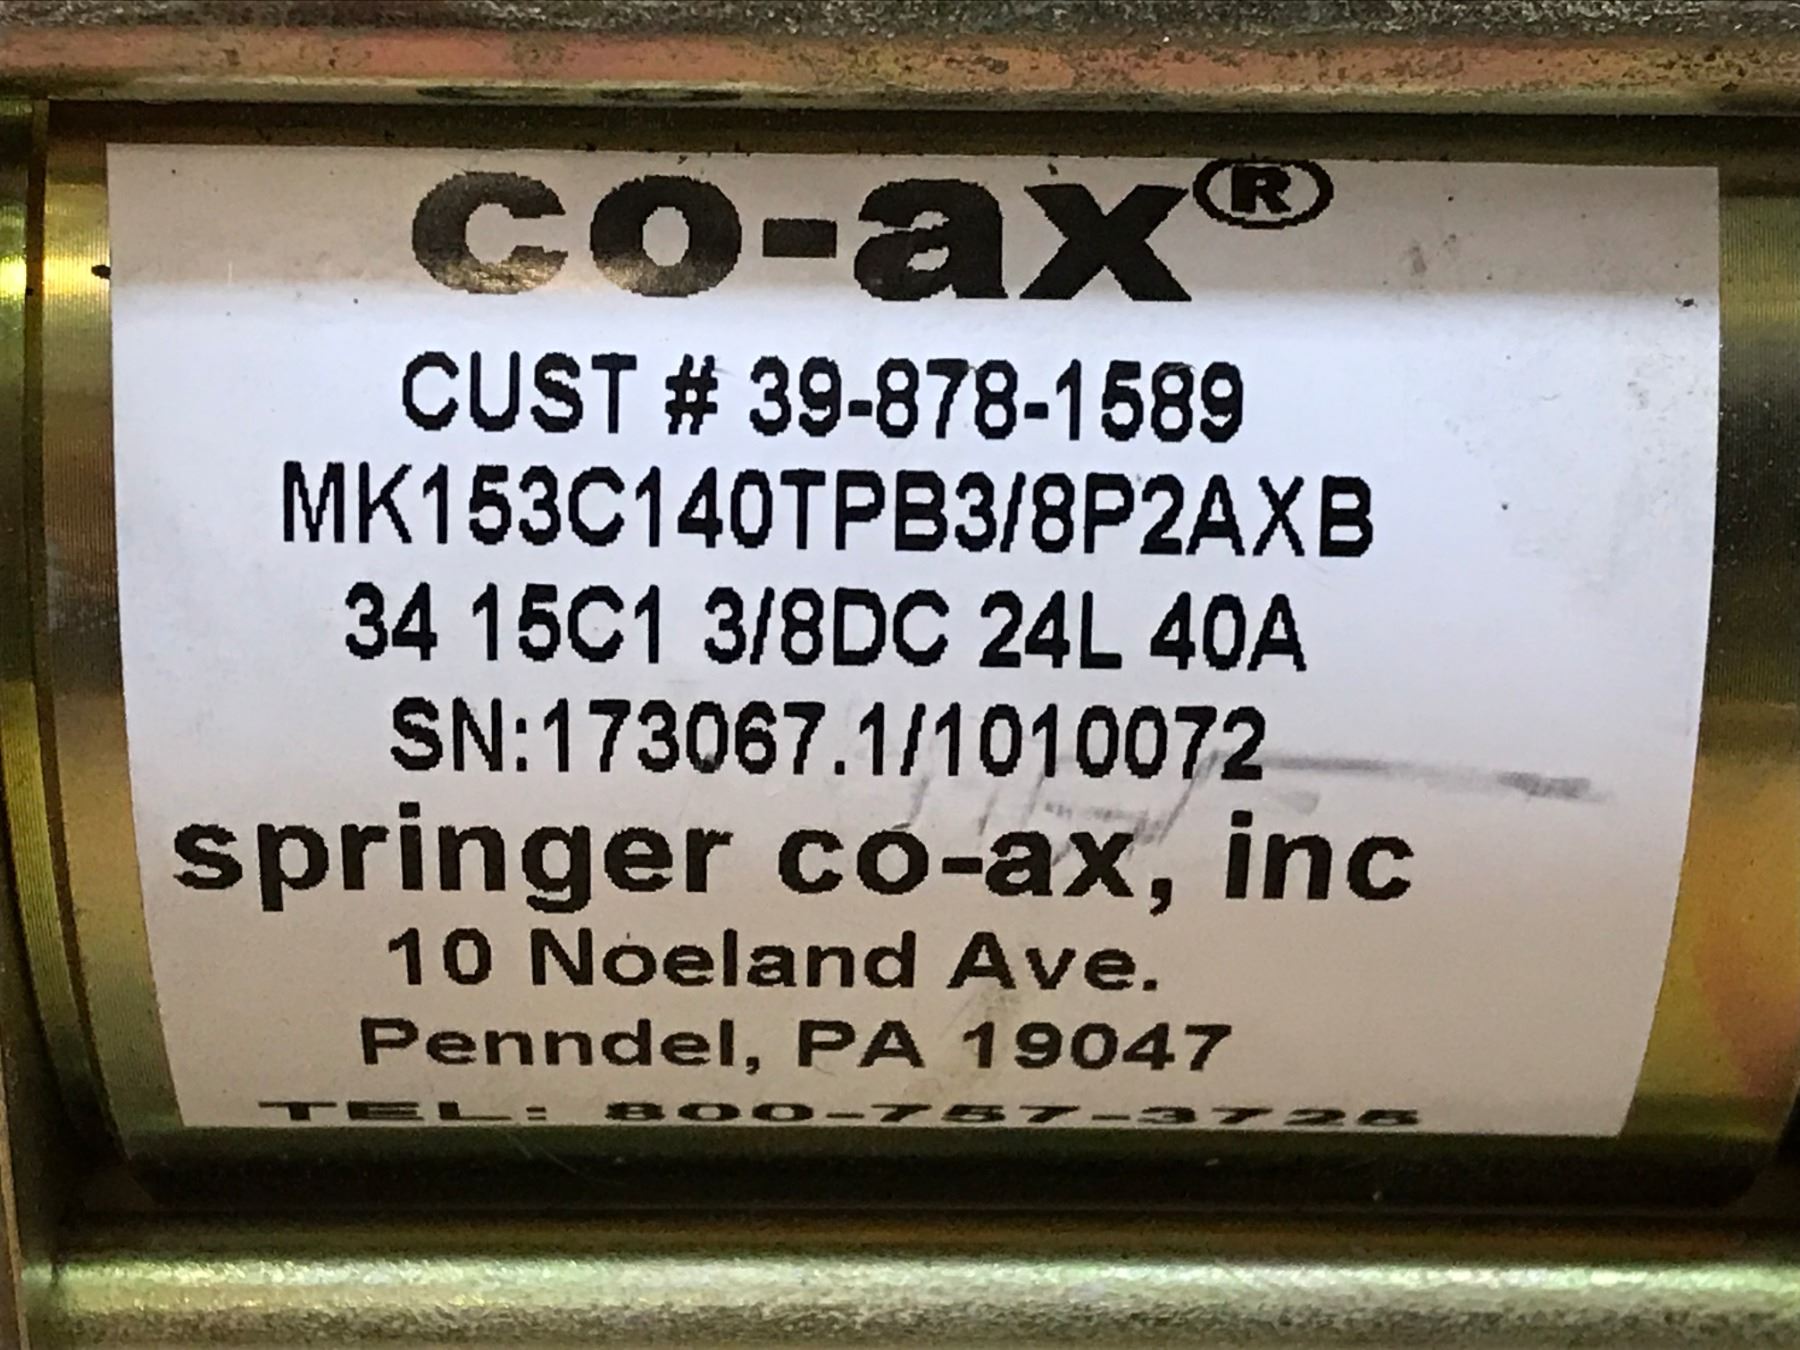 co-ax®
CUST # 39-878-1589
MK153C140TPB3/8P2AXB
34 15C1 3/8DC 24L 40A
SN:173067.1/1010072
springer co-ax, inc
10 Noeland Ave.
Penndel, PA 19047
TEL: 800-757-3728